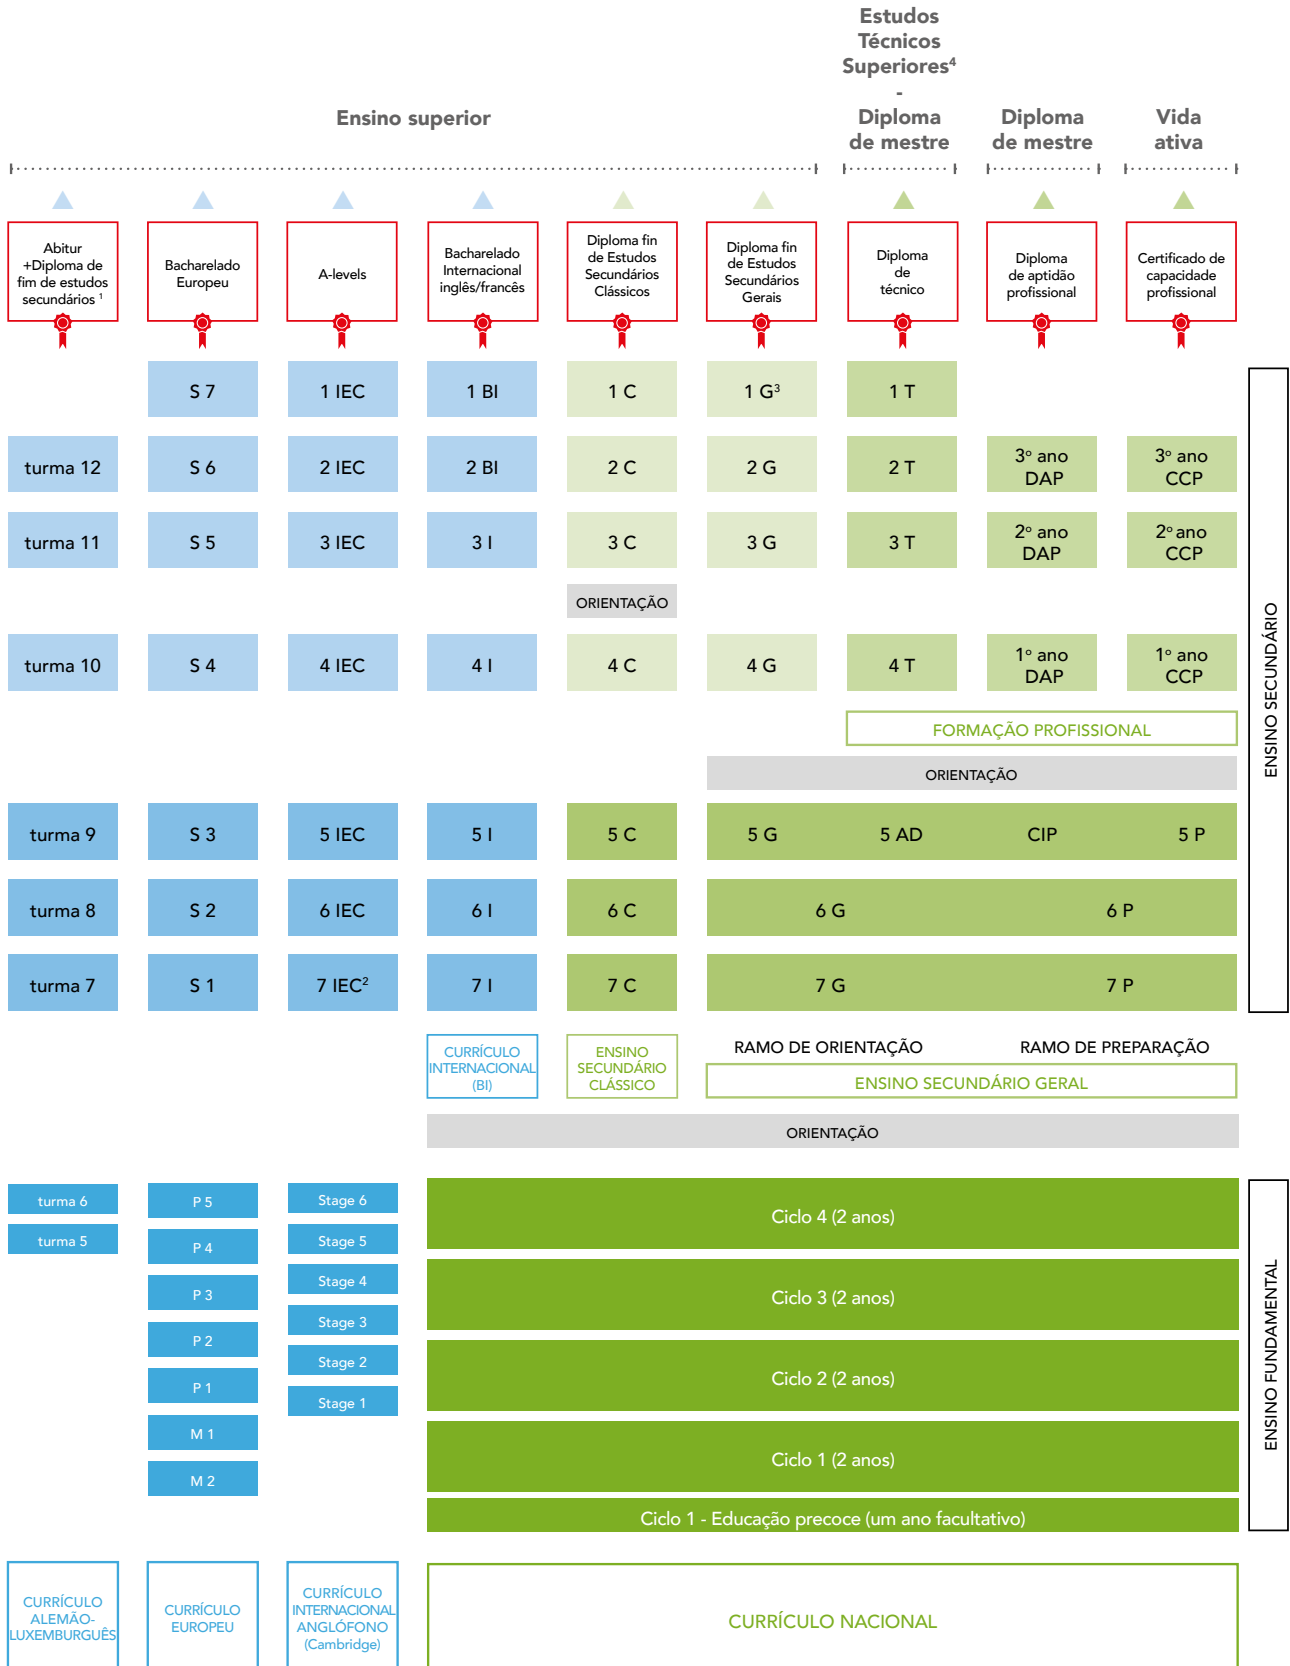 Estudos
Técnicos
Superiores⁴
-
Diploma
de mestre
Ensino superior
Diploma
de mestre
Vida
ativa
Abitur
+Diploma de
fim de estudos
secundários ¹
Bacharelado
Europeu
A-levels
Bacharelado
Internacional
inglês/francês
Diploma fin
de Estudos
Secundários
Clássicos
Diploma fin
de Estudos
Secundários
Gerais
Diploma
de
técnico
Diploma
de aptidão
profissional
Certificado de
capacidade
profissional
S 7
1 IEC
1 BI
1 C
1 G³
1 T
turma 12
S 6
2 IEC
2 BI
2 C
2 G
2 T
3º ano
DAP
3º ano
CCP
turma 11
S 5
3 IEC
3 I
3 C
3 G
3 T
2º ano
DAP
2º ano
CCP
ORIENTAÇÃO
turma 10
S 4
4 IEC
4 I
4 C
4 G
4 T
1º ano
DAP
1º ano
CCP
FORMAÇÃO PROFISSIONAL
ORIENTAÇÃO
turma 9
S 3
5 IEC
5 I
5 C
5 G
5 AD
CIP
5 P
turma 8
S 2
6 IEC
6 I
6 C
6 G
6 P
turma 7
S 1
7 IEC²
7 I
7 C
7 G
7 P
ENSINO SECUNDÁRIO
CURRÍCULO
INTERNACIONAL
(BI)
ENSINO
SECUNDÁRIO
CLÁSSICO
RAMO DE ORIENTAÇÃO
RAMO DE PREPARAÇÃO
ENSINO SECUNDÁRIO GERAL
ORIENTAÇÃO
turma 6
turma 5
P 5
P 4
P 3
P 2
P 1
M 1
M 2
Stage 6
Stage 5
Stage 4
Stage 3
Stage 2
Stage 1
Ciclo 4 (2 anos)
Ciclo 3 (2 anos)
Ciclo 2 (2 anos)
Ciclo 1 (2 anos)
Ciclo 1 - Educação precoce (um ano facultativo)
ENSINO FUNDAMENTAL
CURRÍCULO
ALEMÃO-
LUXEMBURGUÊS
CURRÍCULO
EUROPEU
CURRÍCULO
INTERNACIONAL
ANGLÓFONO
(Cambridge)
CURRÍCULO NACIONAL